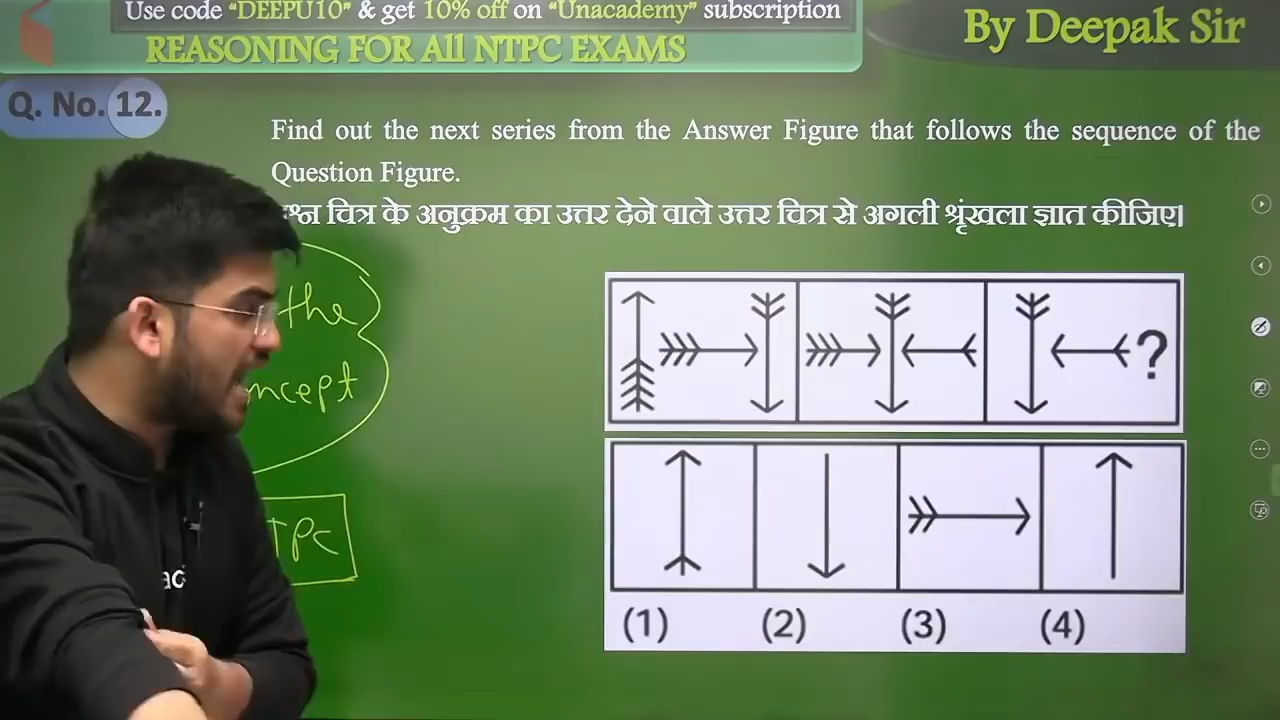 Use code “DEEPU10” & get 10% off on “Unacademy” subscription
REASONING FOR All NTPC EXAMS
By Deepak Sir
Q. No. 12.
Find out the next series from the Answer Figure that follows the sequence of the
Question Figure.
चित्र के अनुक्रम का उत्तर देने वाले उत्तर चित्र से अगली श्रृंखला ज्ञात कीजिए।
the
?
(1) (2) (3) (4)